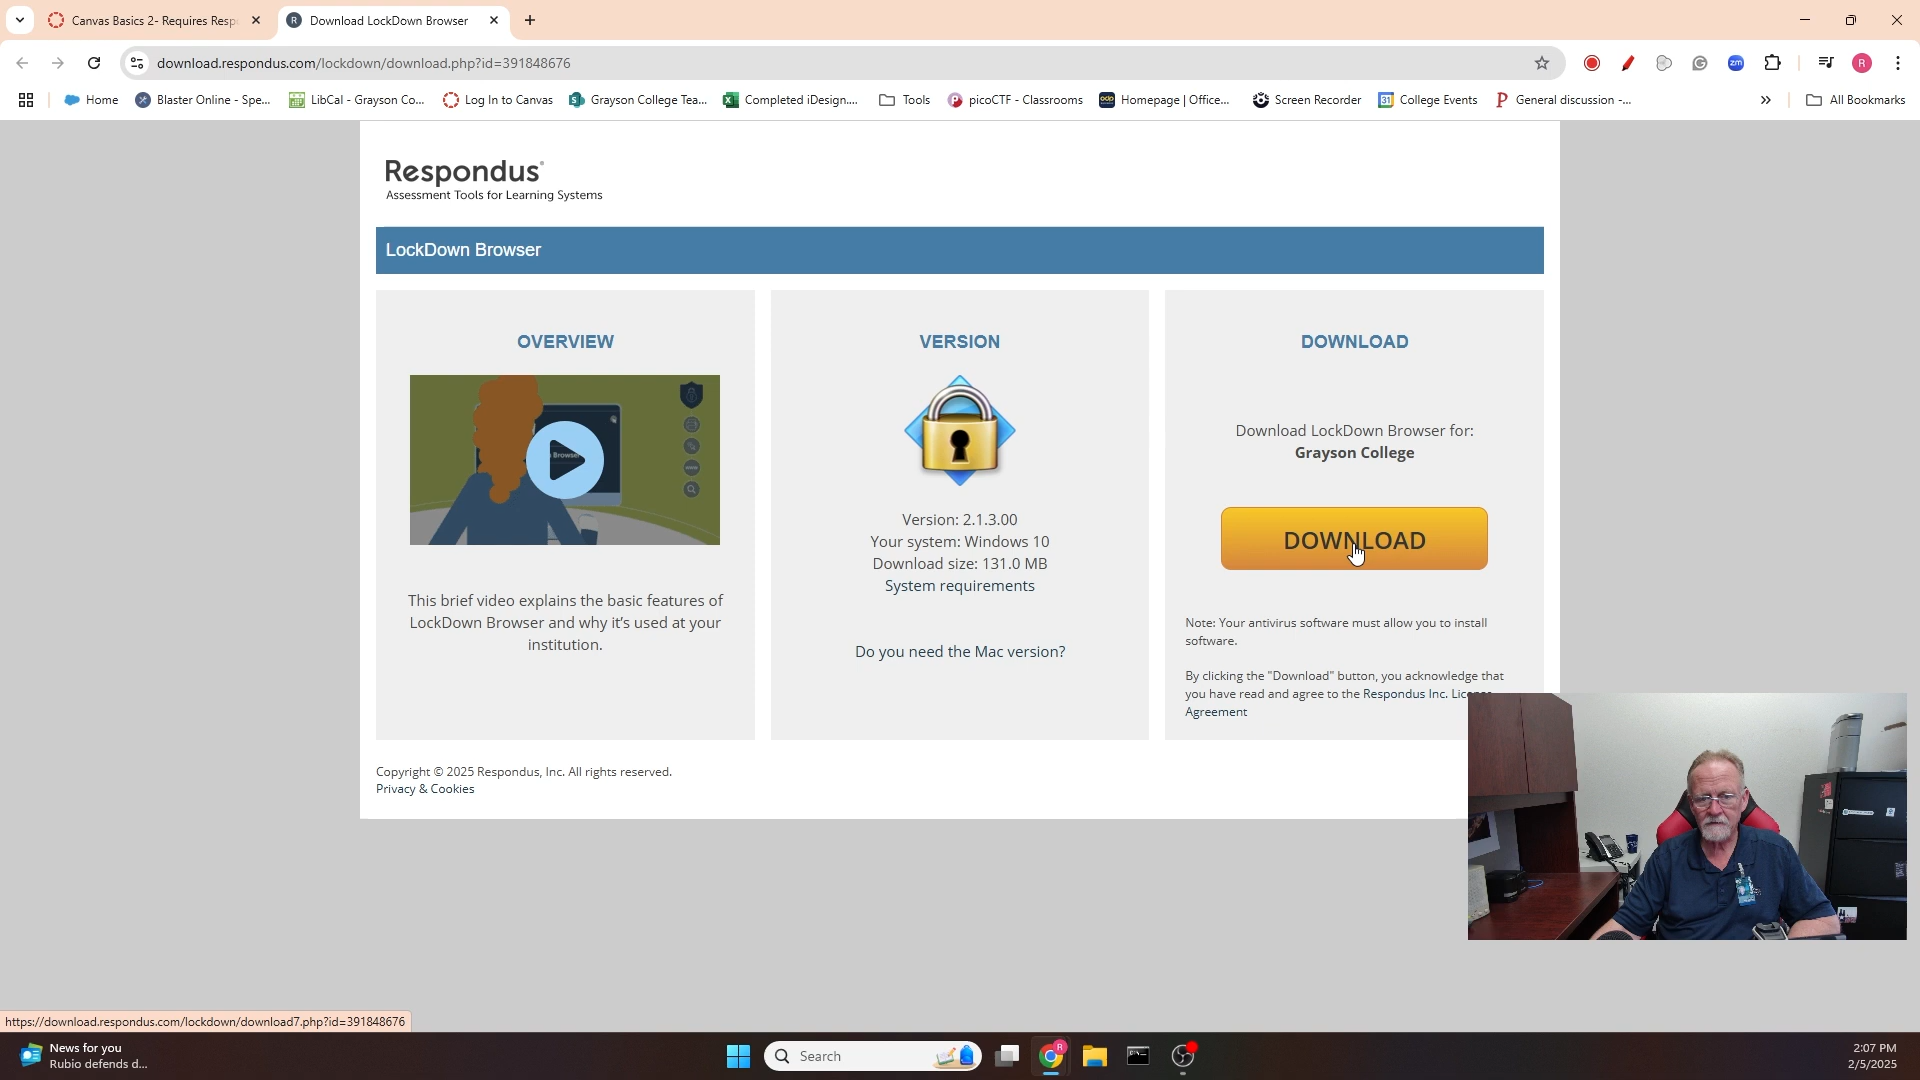 Canvas Basics 2- Requires Resp
Download LockDown Browser
download.respondus.com/lockdown/download.php?id=391848676
zm
R
Home
Blaster Online - Spe...
LibCal - Grayson Co...
Log In to Canvas
Grayson College Tea...
Completed iDesign....
Tools
picoCTF - Classrooms
Homepage | Office...
Screen Recorder
31
College Events
General discussion -...
All Bookmarks
Respondus®
Assessment Tools for Learning Systems
LockDown Browser
OVERVIEW
This brief video explains the basic features of
LockDown Browser and why it's used at your
institution.
VERSION
Version: 2.1.3.00
Your system: Windows 10
Download size: 131.0 MB
System requirements
Do you need the Mac version?
DOWNLOAD
Download LockDown Browser for:
Grayson College
DOWNLOAD
Note: Your antivirus software must allow you to install
software.
By clicking the "Download" button, you acknowledge that
you have read and agree to the Respondus Inc. License
Agreement
Copyright © 2025 Respondus, Inc. All rights reserved.
Privacy & Cookies
https://download.respondus.com/lockdown/download7.php?id=391848676
News for you
Rubio defends d...
Search
2:07 PM
2/5/2025